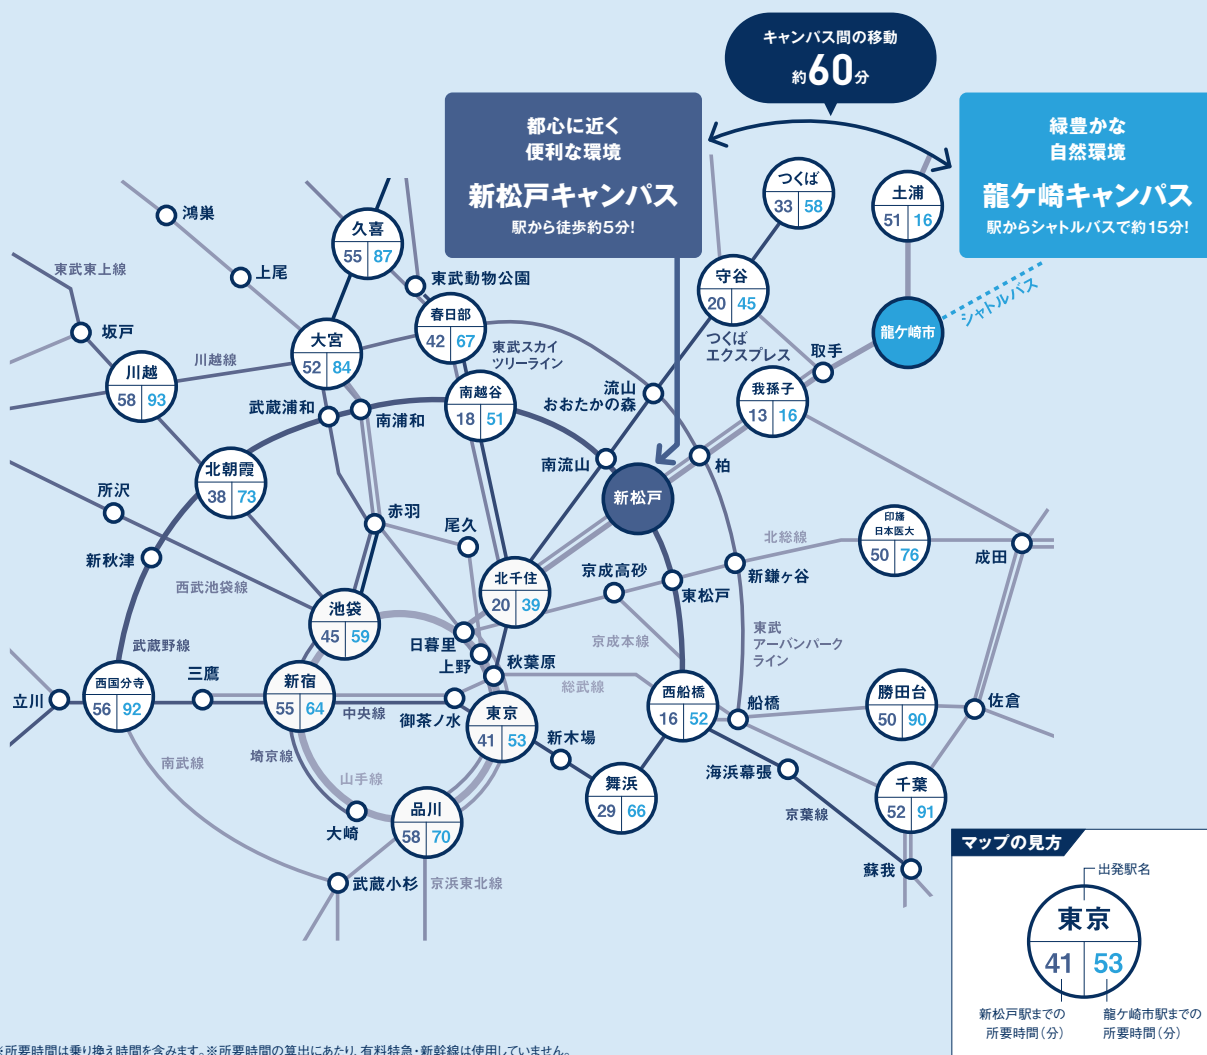 キャンパス間の移動
約60分
都心に近く
便利な環境
新松戸キャンパス
駅から徒歩約5分!
緑豊かな
自然環境
龍ケ崎キャンパス
駅からシャトルバスで約15分!
シャトルバス
つくば
33 58
土浦
51 16
鴻巣
久喜
55 87
上尾
東武動物公園
東武東上線
守谷
20 45
春日部
42 67
龍ケ崎市
坂戸
大宮
52 84
東武スカイ
ツリーライン
つくば
エクスプレス
取手
川越線
川越
58 93
南越谷
18 51
流山
おおたかの森
我孫子
13 16
武蔵浦和
南浦和
北朝霞
38 73
南流山
柏
新松戸
所沢
赤羽
尾久
印旛
日本医大
50 76
北総線
成田
新秋津
西武池袋線
北千住
20 39
京成高砂
東松戸
新鎌ヶ谷
池袋
45 59
日暮里
上野
京成本線
東武
アーバンパーク
ライン
武蔵野線
秋葉原
総武線
三鷹
西国分寺
56 92
新宿
55 64
立川
中央線
御茶ノ水
東京
41 53
西船橋
16 52
船橋
勝田台
50 90
佐倉
新木場
南武線
埼京線
山手線
海浜幕張
舞浜
29 66
千葉
52 91
京葉線
品川
58 70
大崎
蘇我
武蔵小杉
京浜東北線
マップの見方
出発駅名
東京
41 53
新松戸駅までの
所要時間(分)
龍ケ崎市駅までの
所要時間(分)
※所要時間は乗り換え時間を含みます。※所要時間の算出にあたり、有料特急・新幹線は使用していません。